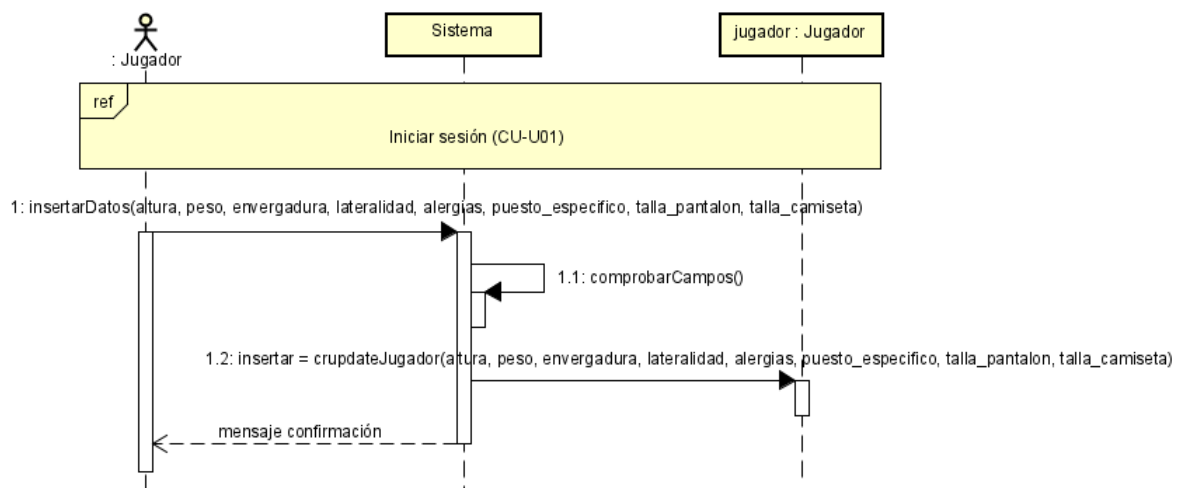 : Jugador
Sistema
jugador : Jugador
ref
Iniciar sesión (CU-U01)
1: insertarDatos(altura, peso, envergadura, lateralidad, alergias, puesto_especifico, talla_pantalon, talla_camiseta)
1.1: comprobarCampos()
1.2: insertar = crupdateJugador(altura, peso, envergadura, lateralidad, alergias, puesto_especifico, talla_pantalon, talla_camiseta)
mensaje confirmación